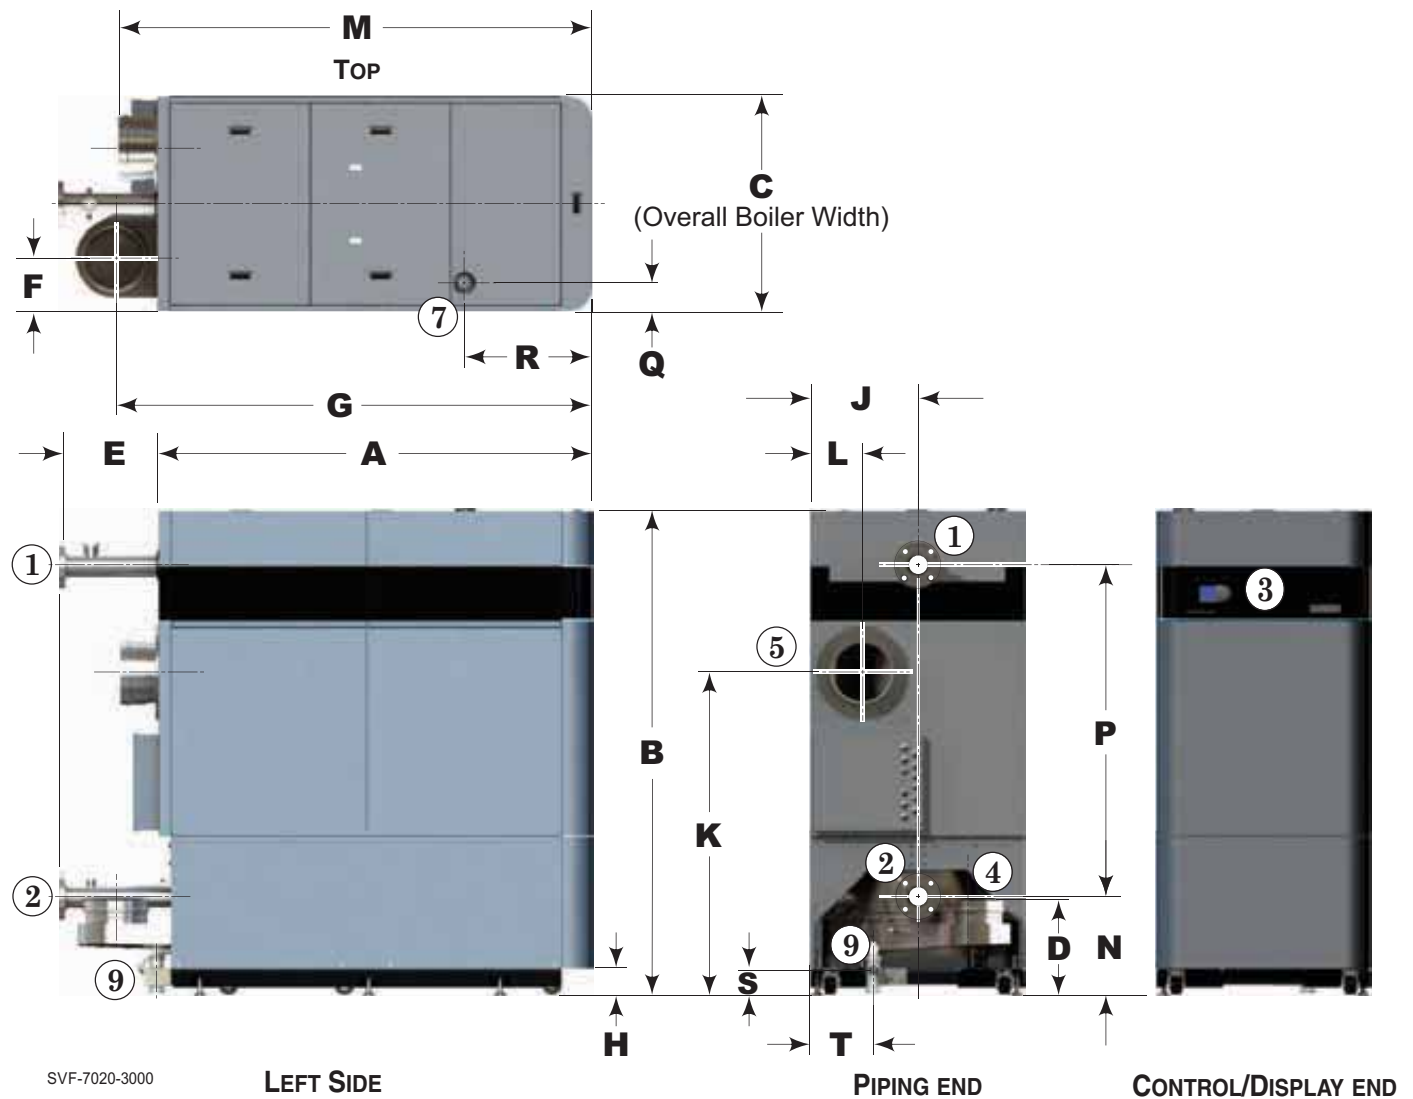 M
TOP
C
(Overall Boiler Width)
F
7
R
Q
G
J
E
A
L
1
1
3
5
B
P
K
2
2
4
9
D
N
9
S
H
T
SVF-7020-3000
LEFT SIDE
PIPING END
CONTROL/DISPLAY END